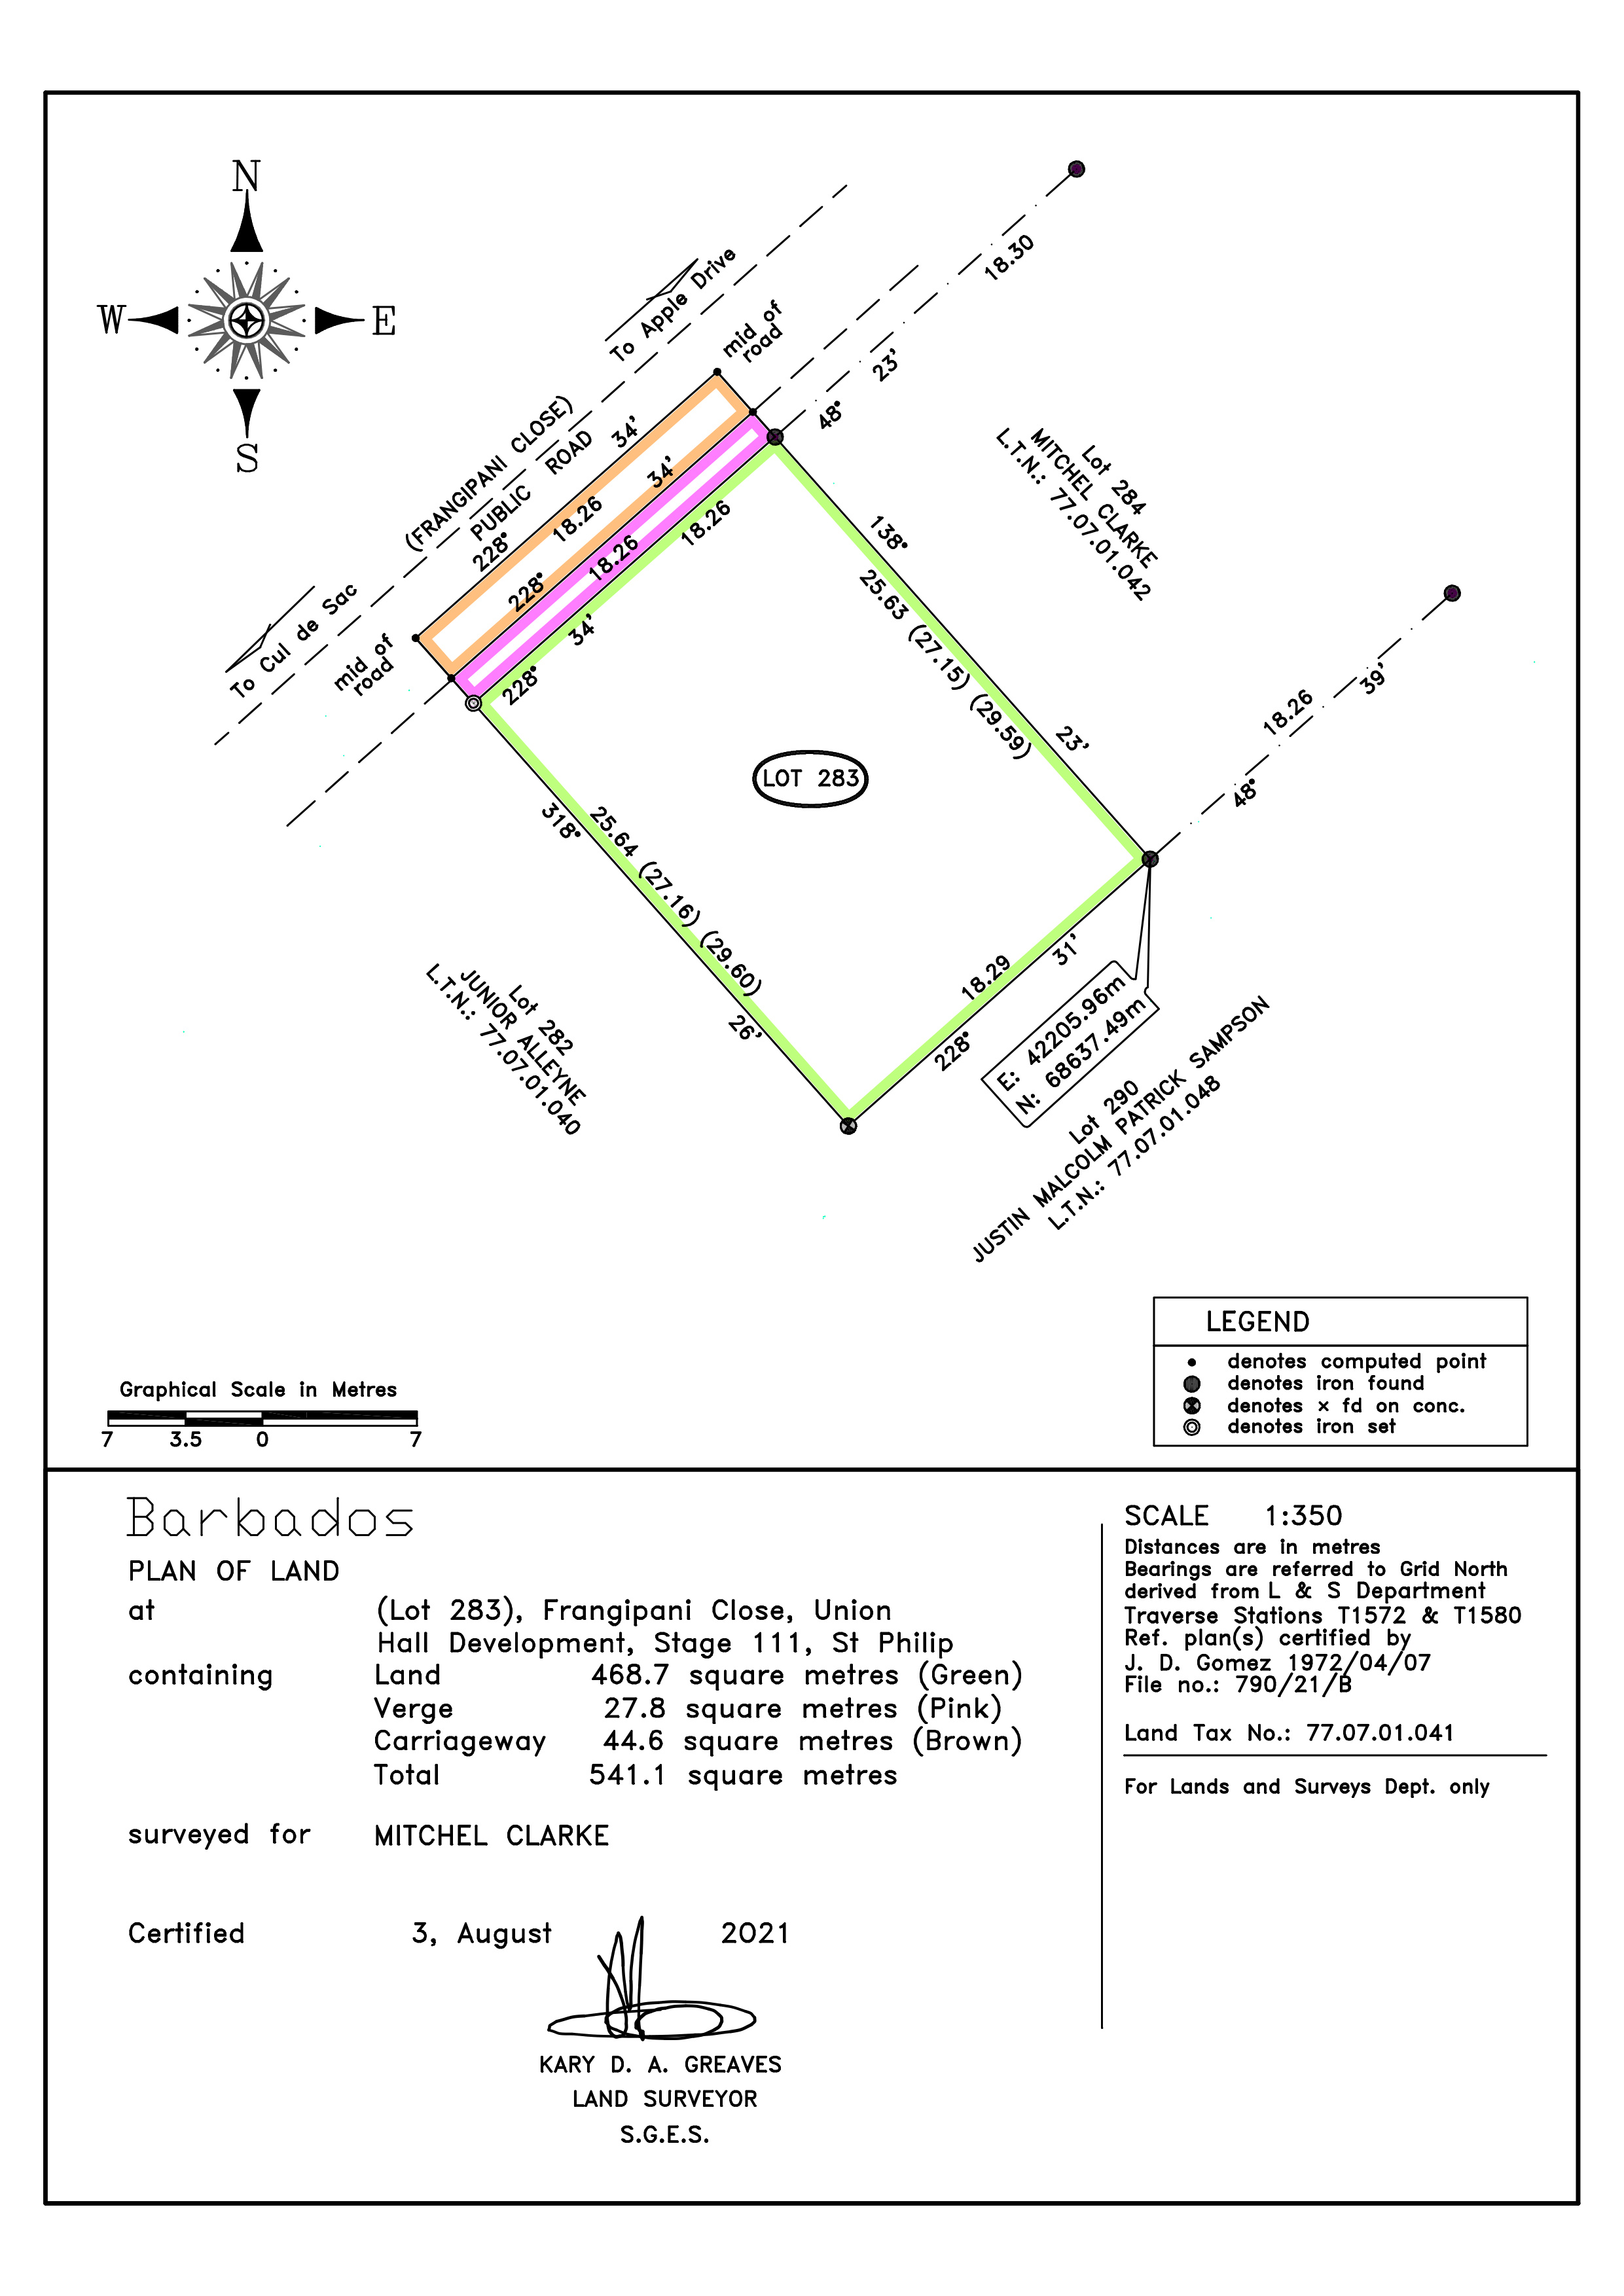 N
W
E
S
18.30
23'
48°
To Apple Drive
mid of
road
(FRANGIPANI CLOSE)
PUBLIC ROAD
34'
18.26
228°
34'
18.26
228°
18.26
34'
228°
To Cul de Sac
mid of
road
Lot 284
MITCHEL CLARKE
L.T.N.: 77.07.01.042
138°
25.63 (27.15) (29.59)
23'
18.26
39'
48°
LOT 283
318°
25.64 (27.16) (29.60)
26'
18.29
31'
228°
E: 42205.96m
N: 68637.49m
Lot 282
JUNIOR ALLEYNE
L.T.N.: 77.07.01.040
Lot 290
JUSTIN MALCOLM PATRICK SAMPSON
L.T.N.: 77.07.01.048
LEGEND
denotes computed point
denotes iron found
denotes × fd on conc.
denotes iron set
Graphical Scale in Metres
7 3.5 0 7
Barbados
PLAN OF LAND
at (Lot 283), Frangipani Close, Union
Hall Development, Stage 111, St Philip
containing Land 468.7 square metres (Green)
Verge 27.8 square metres (Pink)
Carriageway 44.6 square metres (Brown)
Total 541.1 square metres
surveyed for MITCHEL CLARKE
Certified 3, August 2021
KARY D. A. GREAVES
LAND SURVEYOR
S.G.E.S.
SCALE 1:350
Distances are in metres
Bearings are referred to Grid North
derived from L & S Department
Traverse Stations T1572 & T1580
Ref. plan(s) certified by
J. D. Gomez 1972/04/07
File no.: 790/21/B
Land Tax No.: 77.07.01.041
For Lands and Surveys Dept. only